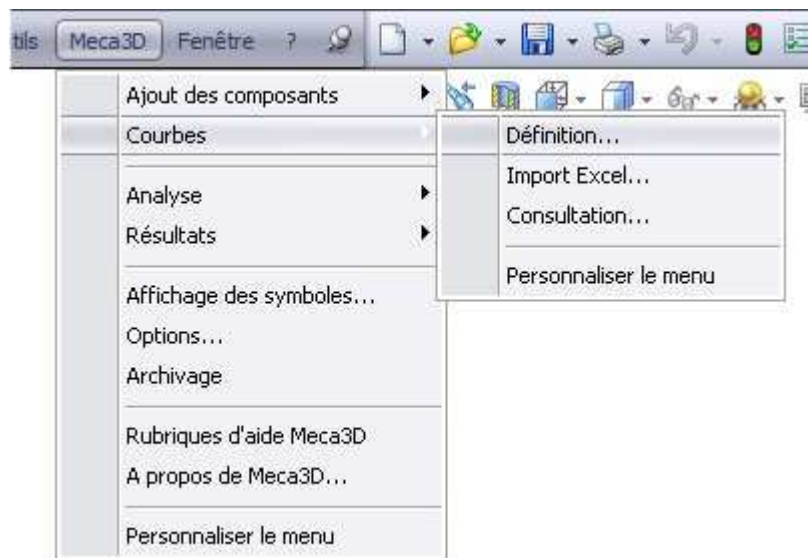 tils Meca3D Fenêtre ?
Ajout des composants
Courbes
Définition...
Import Excel...
Consultation...
Personnaliser le menu
Analyse
Résultats
Affichage des symboles...
Options...
Archivage
Rubriques d'aide Meca3D
A propos de Meca3D...
Personnaliser le menu